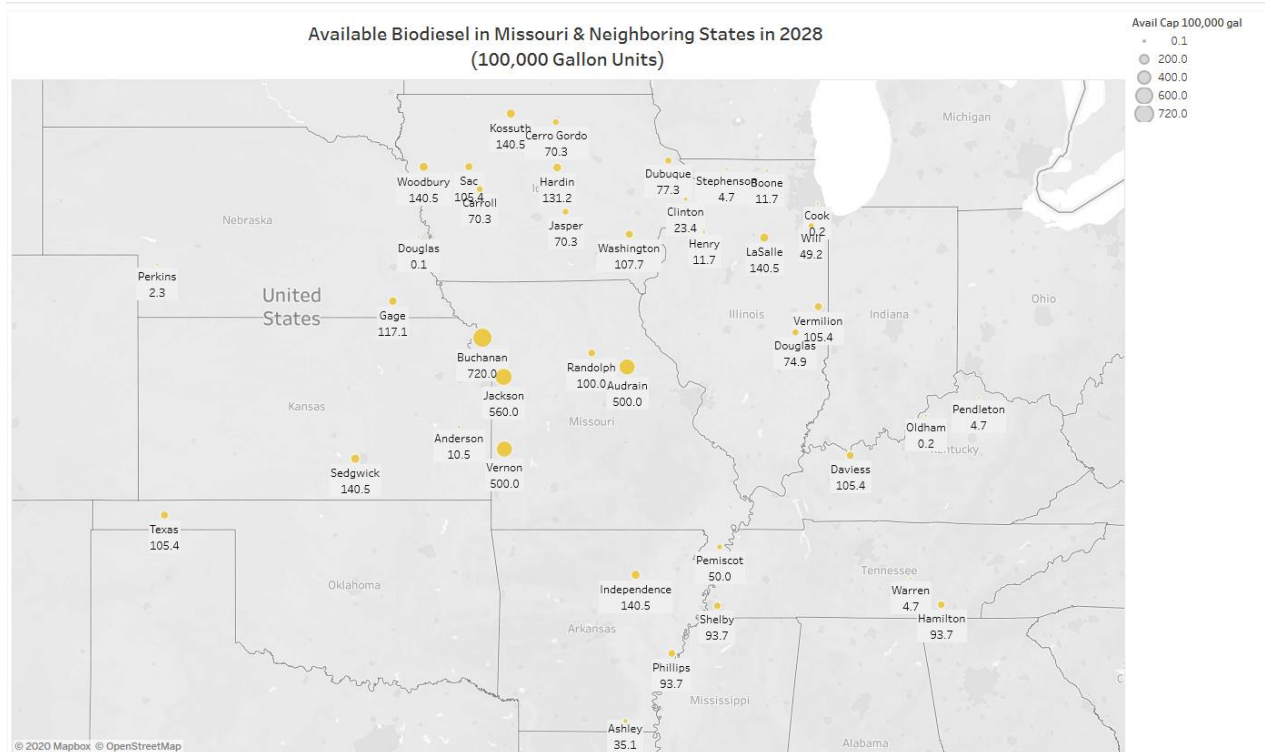 Available Biodiesel in Missouri & Neighboring States in 2028
(100,000 Gallon Units)
Avail Cap 100,000 gal
0.1
200.0
400.0
600.0
720.0
Michigan
Kossuth
140.5
Cerro Gordo
70.3
Woodbury
140.5
Sac
105.4
Carroll
70.3
Hardin
131.2
Dubuque
77.3
Stephenson
4.7
Boone
11.7
Nebraska
Jasper
70.3
Clinton
23.4
Cook
0.2
Will
49.2
Douglas
0.1
Washington
107.7
Henry
11.7
LaSalle
140.5
Perkins
2.3
United
States
Gage
117.1
Illinois
Indiana
Ohio
Vermilion
105.4
Douglas
74.9
Buchanan
720.0
Randolph
100.0
Audrain
500.0
Jackson
560.0
Kansas
Missouri
Pendleton
4.7
Oldham
0.2
Kentucky
Anderson
10.5
Vernon
500.0
Sedgwick
140.5
Daviess
105.4
Texas
105.4
Pemiscot
50.0
Tennessee
Oklahoma
Independence
140.5
Warren
4.7
Hamilton
93.7
Shelby
93.7
Arkansas
Phillips
93.7
Mississippi
Ashley
35.1
Alabama
© 2020 Mapbox © OpenStreetMap